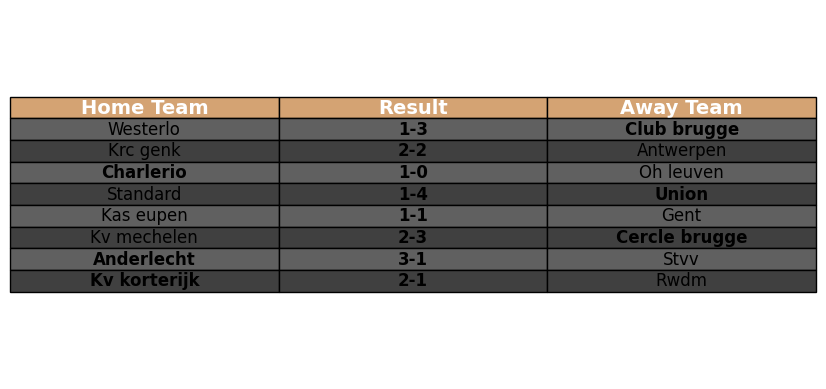 Home Team Result Away Team
Westerlo 1-3 Club brugge
Krc genk 2-2 Antwerpen
Charlerio 1-0 Oh leuven
Standard 1-4 Union
Kas eupen 1-1 Gent
Kv mechelen 2-3 Cercle brugge
Anderlecht 3-1 Stvv
Kv korterijk 2-1 Rwdm